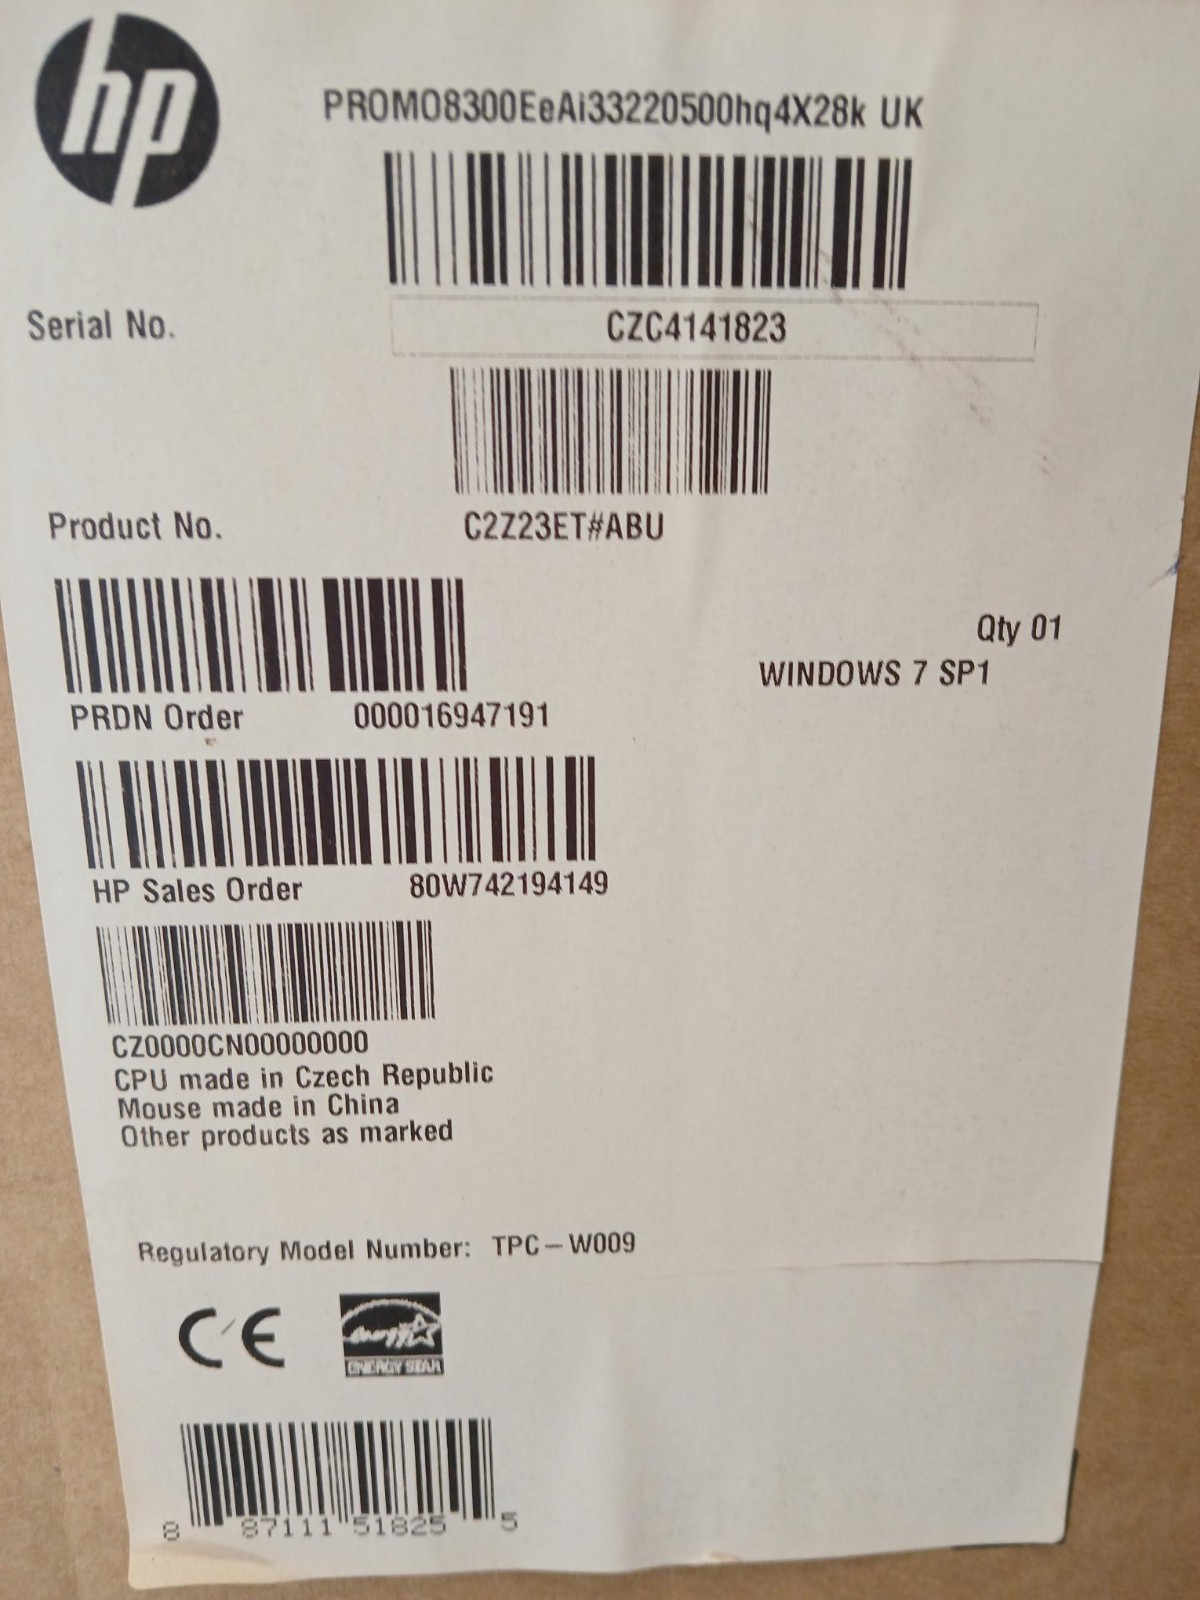 hp
PROMO8300EeAi33220500hq4X28k UK
Serial No. CZC4141823
Product No. C2Z23ET#ABU
Qty 01
WINDOWS 7 SP1
PRDN Order 000016947191
HP Sales Order 80W742194149
CZ0000CN00000000
CPU made in Czech Republic
Mouse made in China
Other products as marked
Regulatory Model Number: TPC-W009
CE
energy
ENERGY STAR
8 87111 51825 5